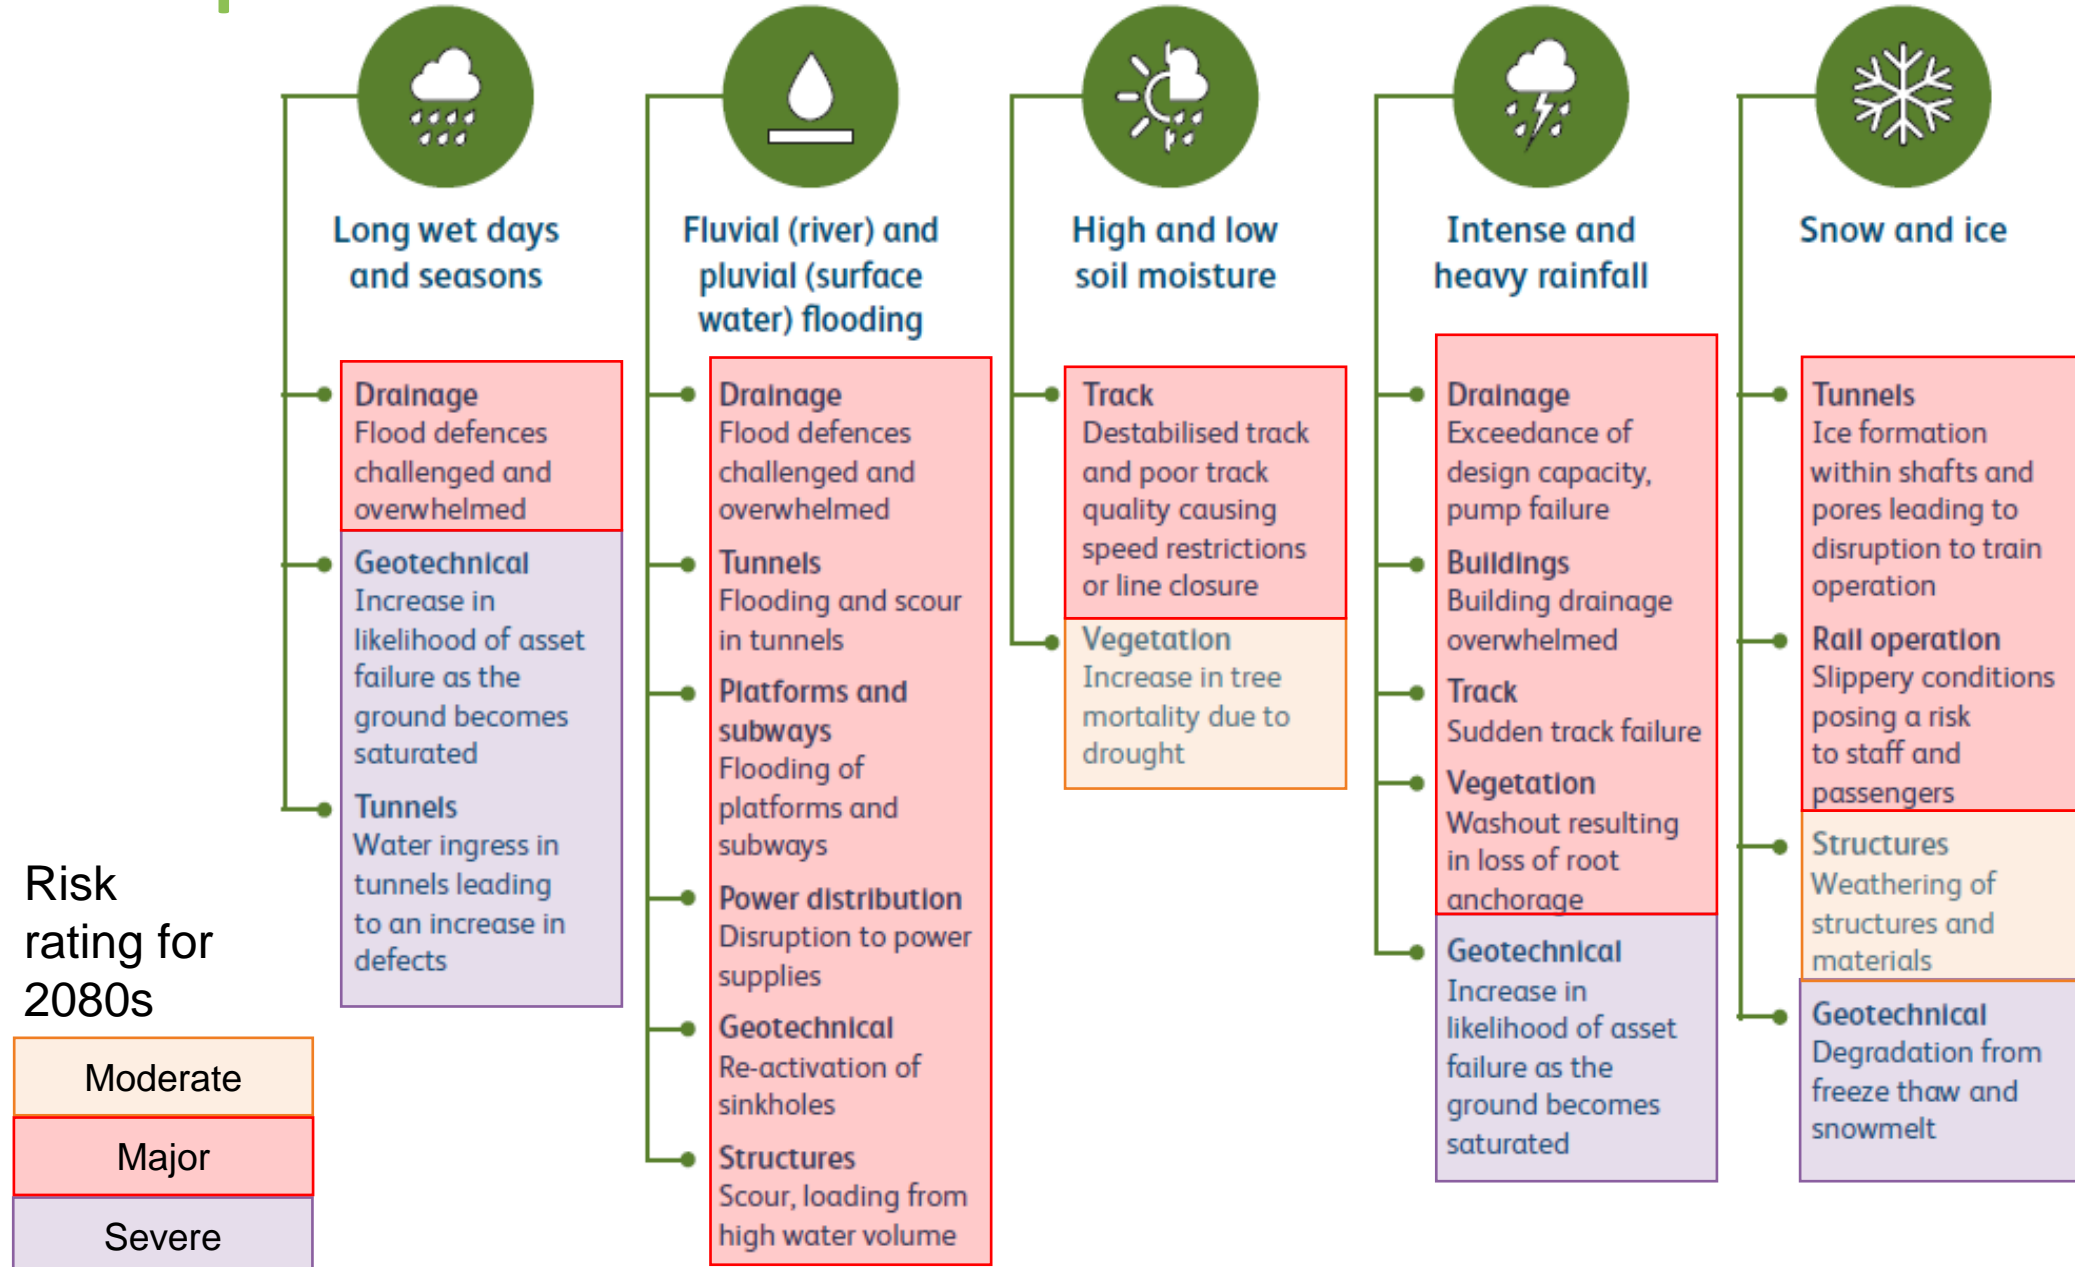 Long wet days
and seasons
Drainage
Flood defences
challenged and
overwhelmed
Geotechnical
Increase in
likelihood of asset
failure as the
ground becomes
saturated
Tunnels
Water ingress in
tunnels leading
to an increase in
defects
Fluvial (river) and
pluvial (surface
water) flooding
Drainage
Flood defences
challenged and
overwhelmed
Tunnels
Flooding and scour
in tunnels
Platforms and
subways
Flooding of
platforms and
subways
Power distribution
Disruption to power
supplies
Geotechnical
Re-activation of
sinkholes
Structures
Scour, loading from
high water volume
High and low
soil moisture
Track
Destabilised track
and poor track
quality causing
speed restrictions
or line closure
Vegetation
Increase in tree
mortality due to
drought
Intense and
heavy rainfall
Drainage
Exceedance of
design capacity,
pump failure
Buildings
Building drainage
overwhelmed
Track
Sudden track failure
Vegetation
Washout resulting
in loss of root
anchorage
Geotechnical
Increase in
likelihood of asset
failure as the
ground becomes
saturated
Snow and ice
Tunnels
Ice formation
within shafts and
pores leading to
disruption to train
operation
Rail operation
Slippery conditions
posing a risk
to staff and
passengers
Structures
Weathering of
structures and
materials
Geotechnical
Degradation from
freeze thaw and
snowmelt
Risk
rating for
2080s
Moderate
Major
Severe